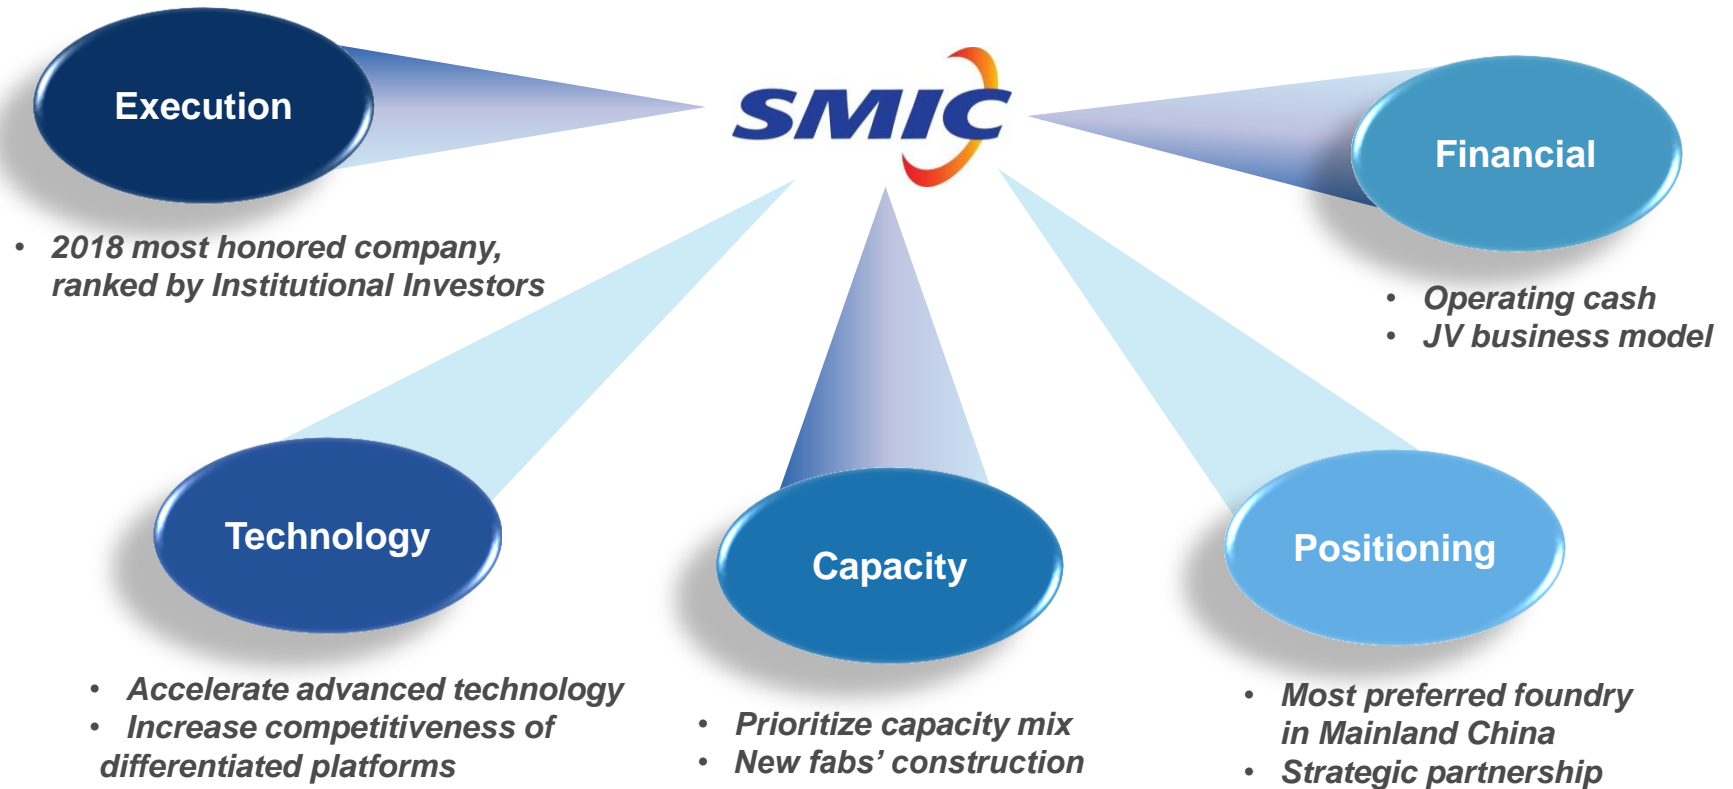 SMIC
Execution
• 2018 most honored company,
ranked by Institutional Investors
Financial
• Operating cash
• JV business model
Technology
• Accelerate advanced technology
• Increase competitiveness of
differentiated platforms
Capacity
• Prioritize capacity mix
• New fabs’ construction
Positioning
• Most preferred foundry
in Mainland China
• Strategic partnership